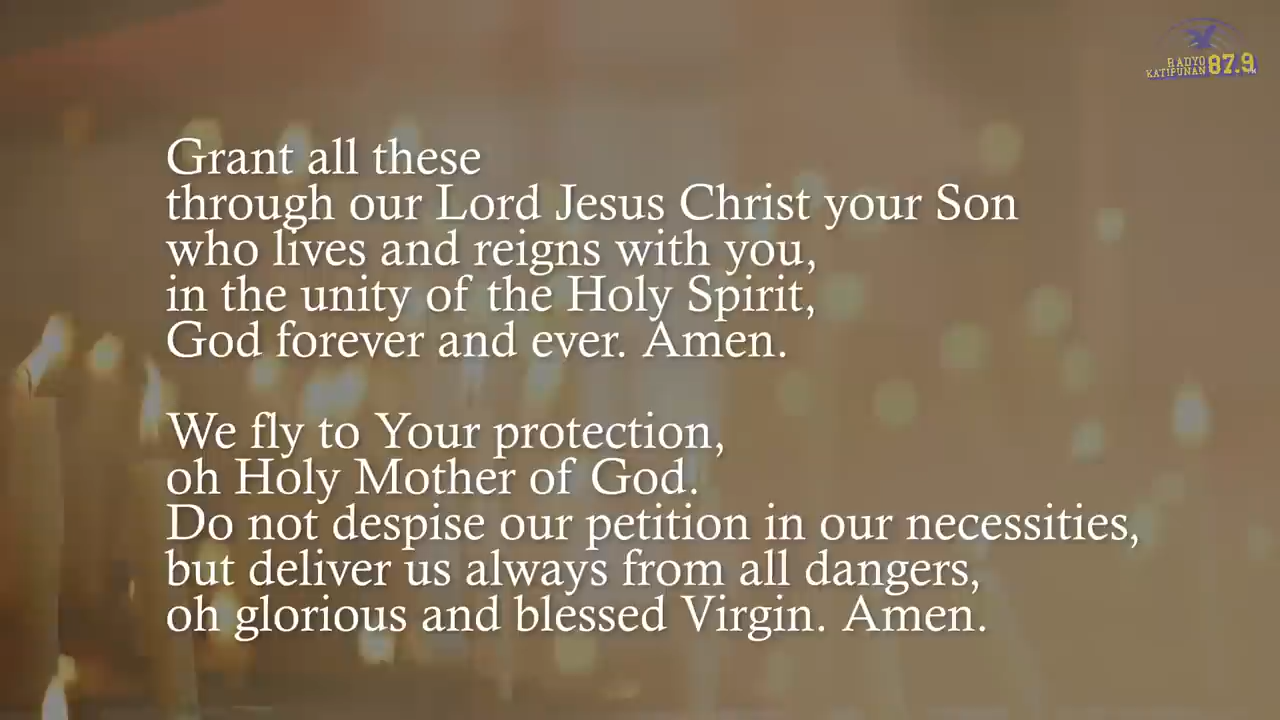 RADYO
KATIPUNAN 87.9
Grant all these
through our Lord Jesus Christ your Son
who lives and reigns with you,
in the unity of the Holy Spirit,
God forever and ever. Amen.
We fly to Your protection,
oh Holy Mother of God.
Do not despise our petition in our necessities,
but deliver us always from all dangers,
oh glorious and blessed Virgin. Amen.